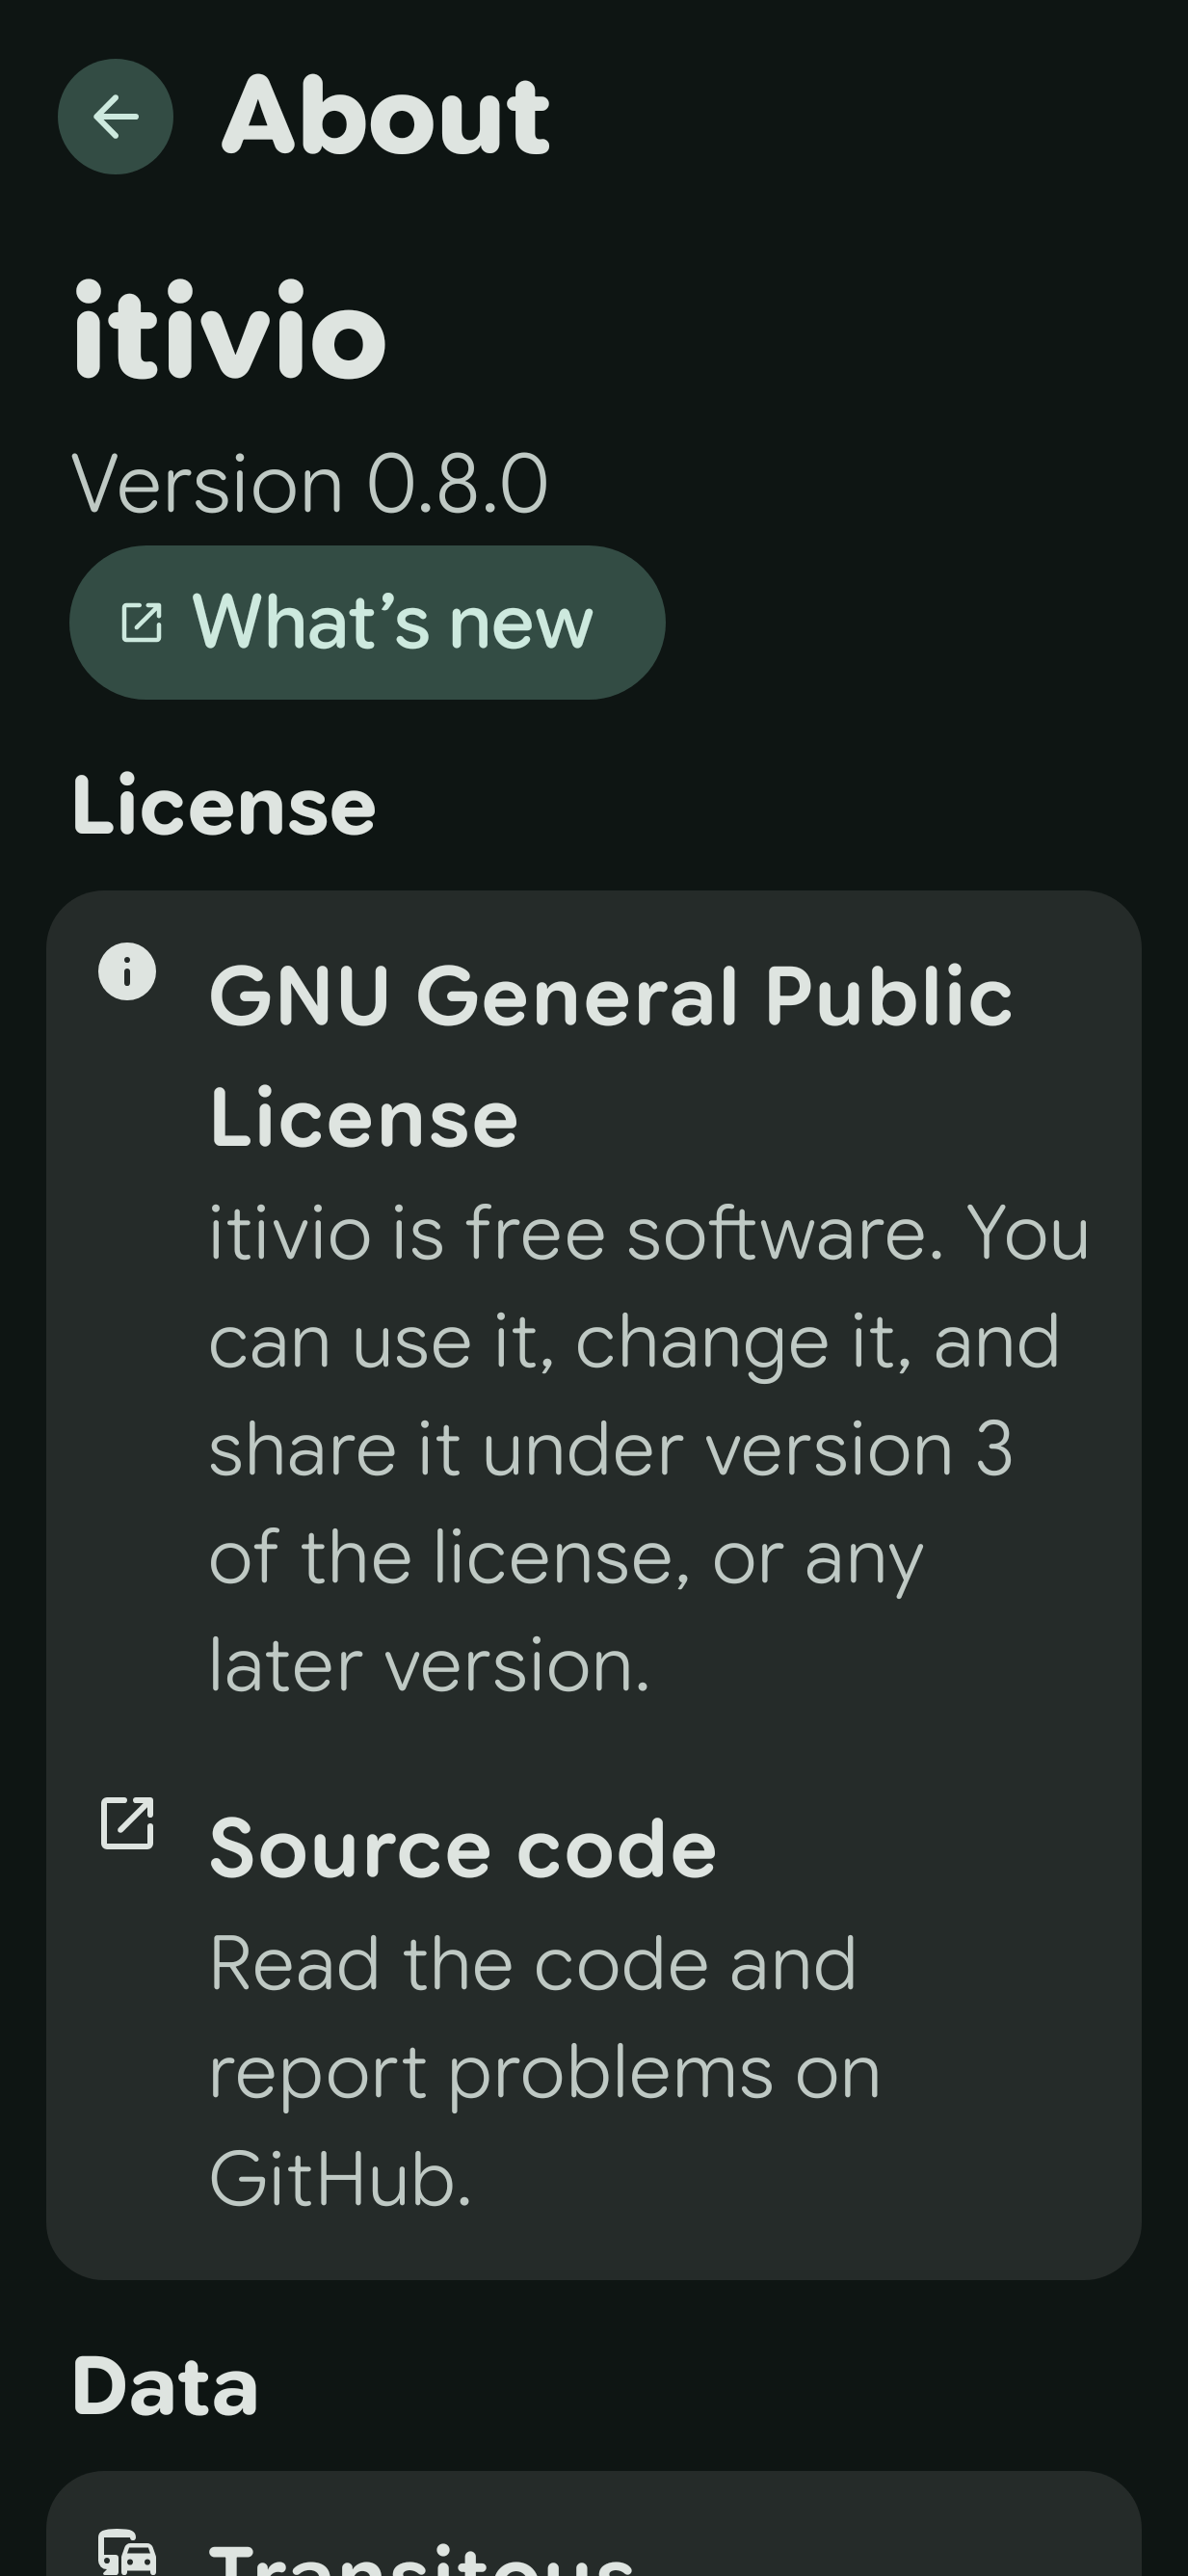 About
itivio
Version 0.8.0
What’s new
License
GNU General Public
License
itivio is free software. You
can use it, change it, and
share it under version 3
of the license, or any
later version.
Source code
Read the code and
report problems on
GitHub.
Data
Transitous